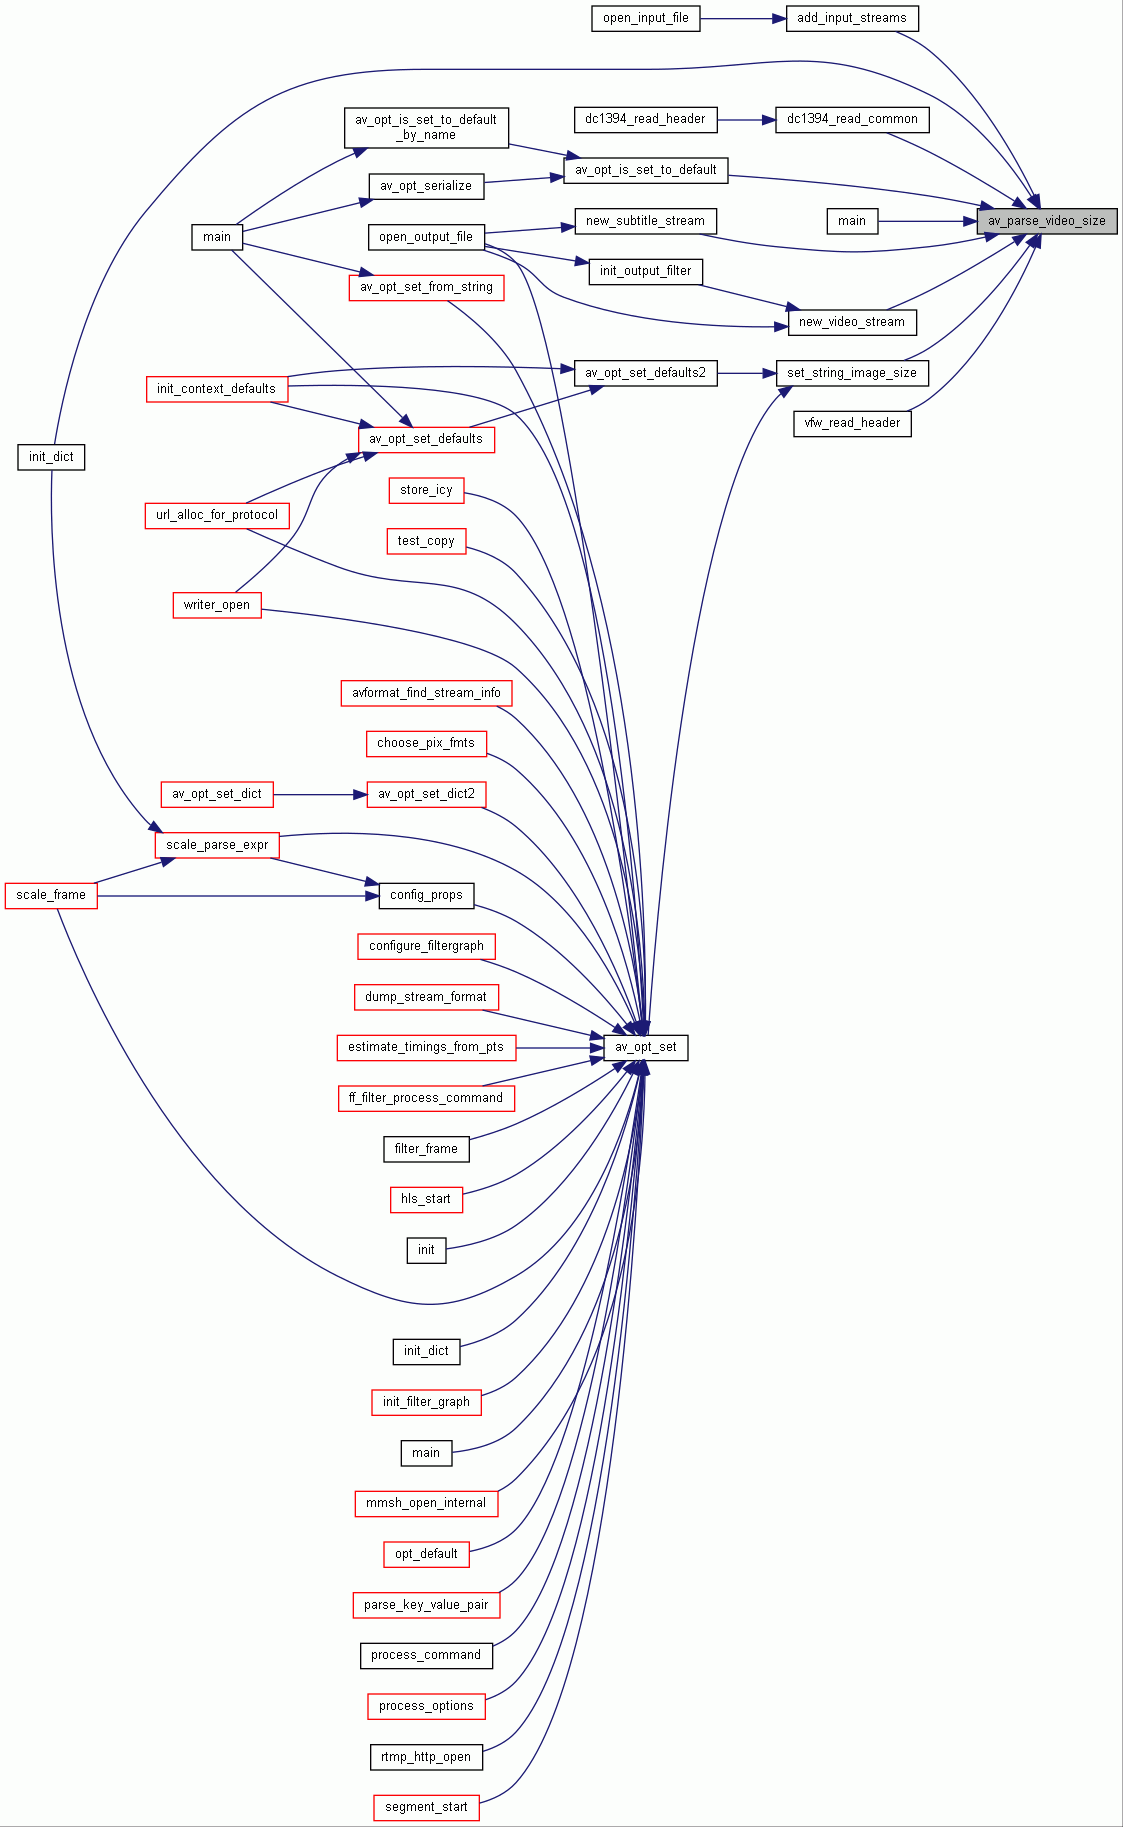 open_input_file
add_input_streams
av_opt_is_set_to_default
_by_name
dc1394_read_header
dc1394_read_common
av_opt_is_set_to_default
av_opt_serialize
new_subtitle_stream
main
av_parse_video_size
main
open_output_file
init_output_filter
av_opt_set_from_string
new_video_stream
init_context_defaults
av_opt_set_defaults2
set_string_image_size
vfw_read_header
av_opt_set_defaults
init_dict
store_icy
url_alloc_for_protocol
test_copy
writer_open
avformat_find_stream_info
choose_pix_fmts
av_opt_set_dict
av_opt_set_dict2
scale_parse_expr
scale_frame
config_props
configure_filtergraph
dump_stream_format
estimate_timings_from_pts
av_opt_set
ff_filter_process_command
filter_frame
hls_start
init
init_dict
init_filter_graph
main
mmsh_open_internal
opt_default
parse_key_value_pair
process_command
process_options
rtmp_http_open
segment_start